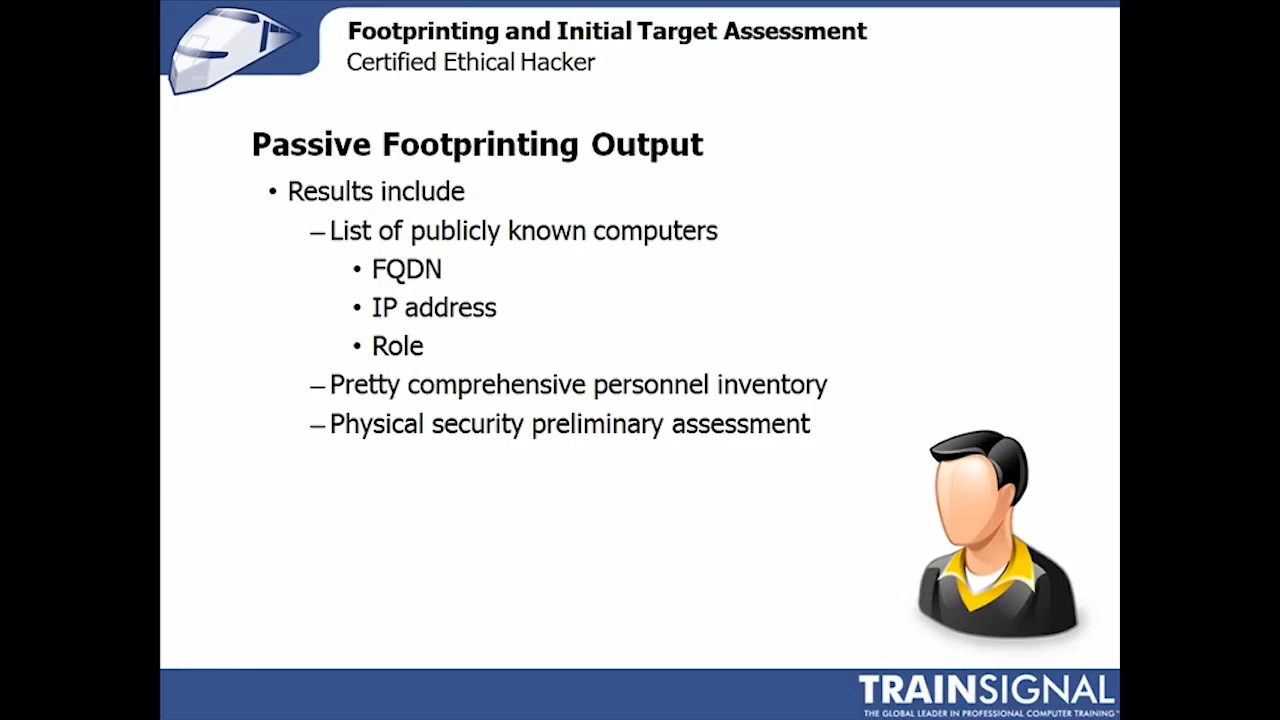 Footprinting and Initial Target Assessment
Certified Ethical Hacker
Passive Footprinting Output
• Results include
– List of publicly known computers
• FQDN
• IP address
• Role
– Pretty comprehensive personnel inventory
– Physical security preliminary assessment
TRAINSIGNAL
THE GLOBAL LEADER IN PROFESSIONAL COMPUTER TRAINING™